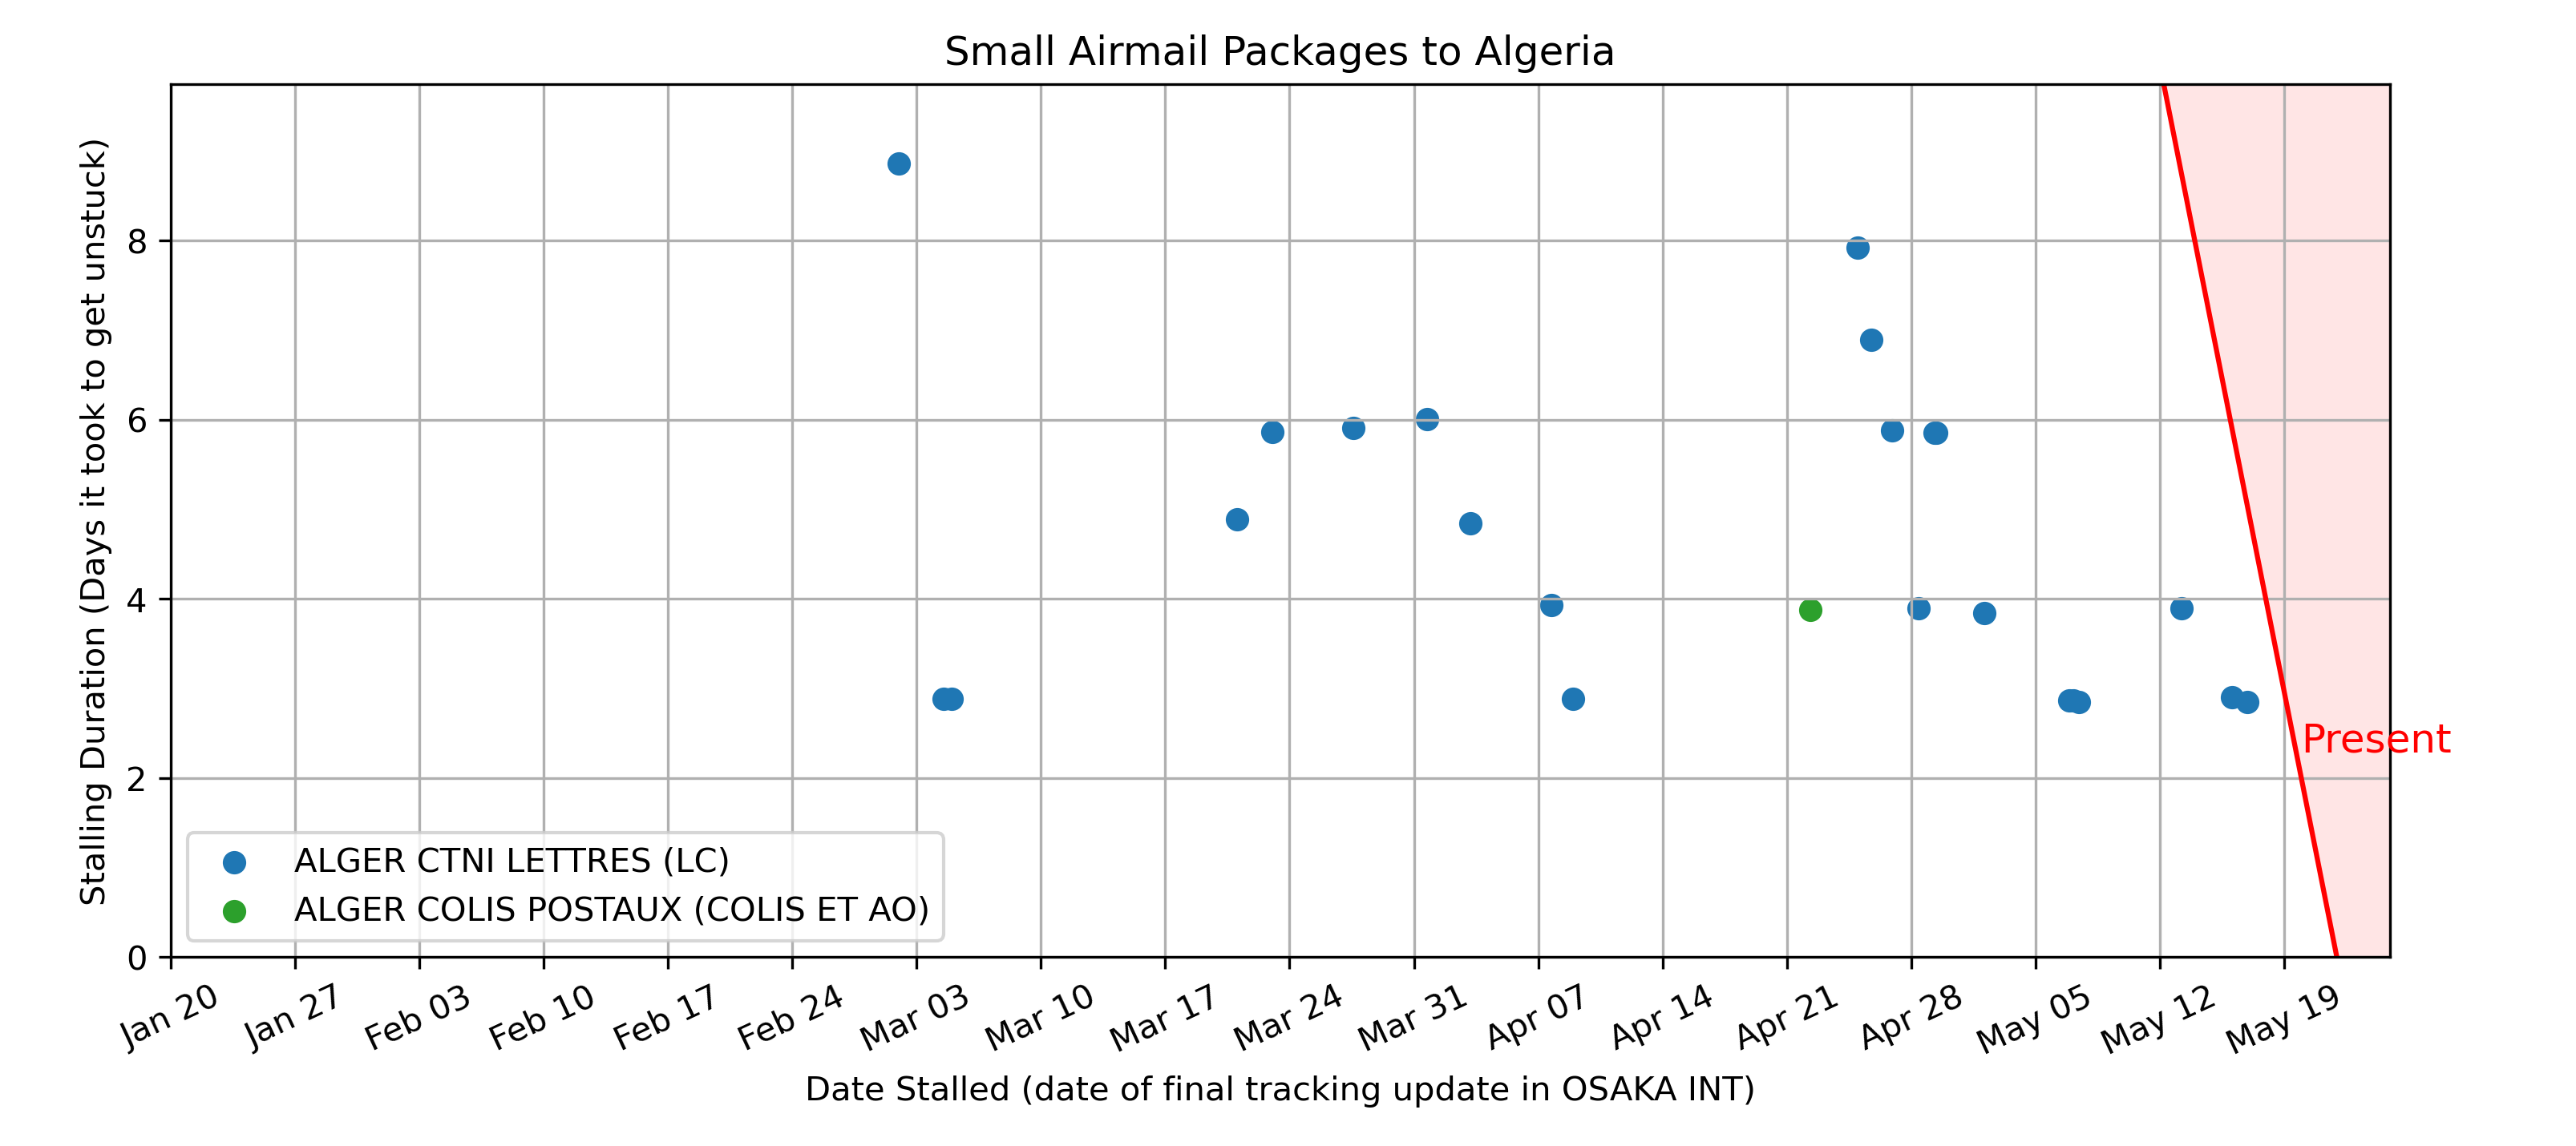 Small Airmail Packages to Algeria
Stalling Duration (Days it took to get unstuck)
8
6
4
2
0
Present
ALGER CTNI LETTRES (LC)
ALGER COLIS POSTAUX (COLIS ET AO)
Jan 20
Jan 27
Feb 03
Feb 10
Feb 17
Feb 24
Mar 03
Mar 10
Mar 17
Mar 24
Mar 31
Apr 07
Apr 14
Apr 21
Apr 28
May 05
May 12
May 19
Date Stalled (date of final tracking update in OSAKA INT)